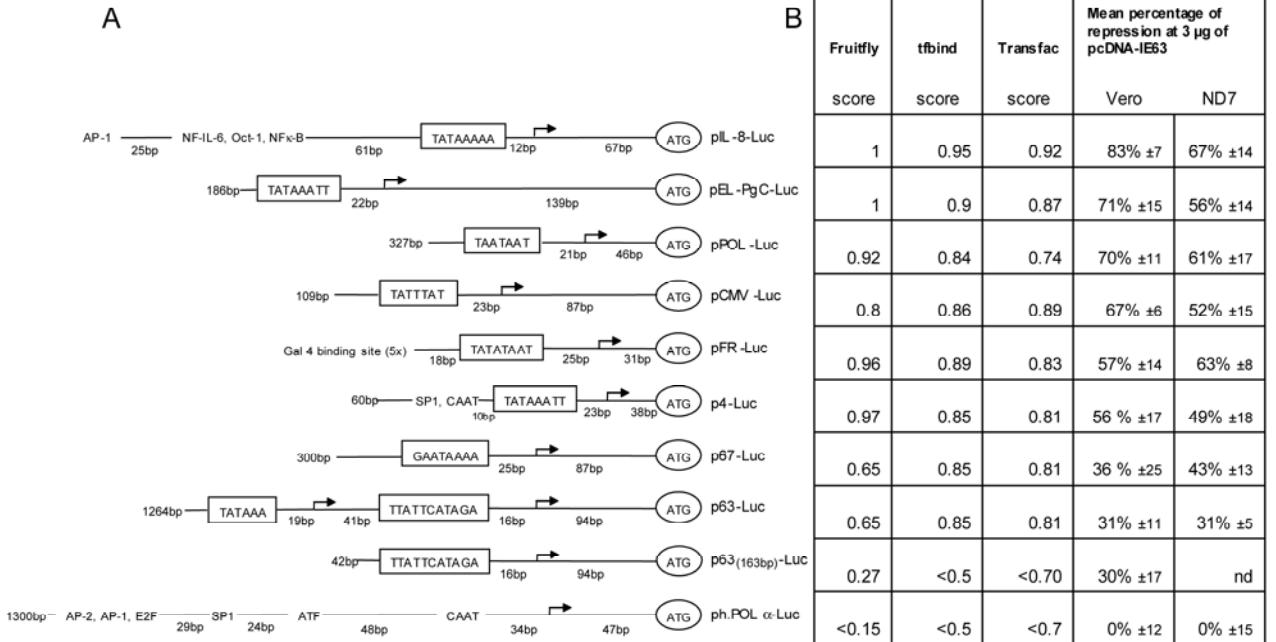 A
B
Fruitfly score
tfbind score
Transfac score
Mean percentage of repression at 3 µg of pcDNA-IE63
Vero ND7
AP-1 NF-IL-6, Oct-1, NFκ-B TATAAAAA ATG pIL-8-Luc 1 0.95 0.92 83% ±7 67% ±14
25bp 61bp 12bp 67bp
186bp TATAAATT ATG pEL-PgC-Luc 1 0.9 0.87 71% ±15 56% ±14
22bp 139bp
327bp TAATAAT ATG pPOL-Luc 0.92 0.84 0.74 70% ±11 61% ±17
21bp 46bp
109bp TATTTAT ATG pCMV-Luc 0.8 0.86 0.89 67% ±6 52% ±15
23bp 87bp
Gal 4 binding site (5x) TATATAAT ATG pFR-Luc 0.96 0.89 0.83 57% ±14 63% ±8
18bp 25bp 31bp
60bp SP1, CAAT TATAAATT ATG p4-Luc 0.97 0.85 0.81 56 % ±17 49% ±18
10bp 23bp 38bp
300bp GAATAAAA ATG p67-Luc 0.65 0.85 0.81 36 % ±25 43% ±13
25bp 87bp
1264bp TATAAA TTATTCATAGA ATG p63-Luc 0.65 0.85 0.81 31% ±11 31% ±5
19bp 41bp 16bp 94bp
42bp TTATTCATAGA ATG p63(163bp)-Luc 0.27 <0.5 <0.70 30% ±17 nd
16bp 94bp
1300bp AP-2, AP-1, E2F SP1 ATF CAAT ATG ph.POL α-Luc <0.15 <0.5 <0.7 0% ±12 0% ±15
29bp 24bp 48bp 34bp 47bp